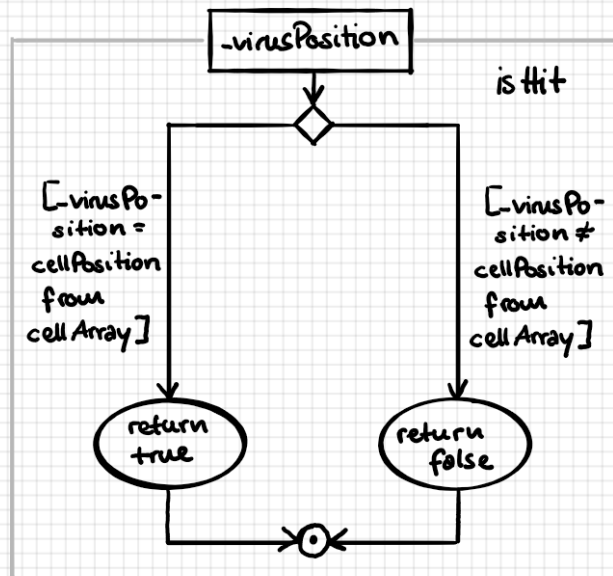 _virusPosition
isHit
[_virusPo-
sition =
cellPosition
from
cellArray]
[_virusPo-
sition ≠
cellPosition
from
cellArray]
return
true
return
false